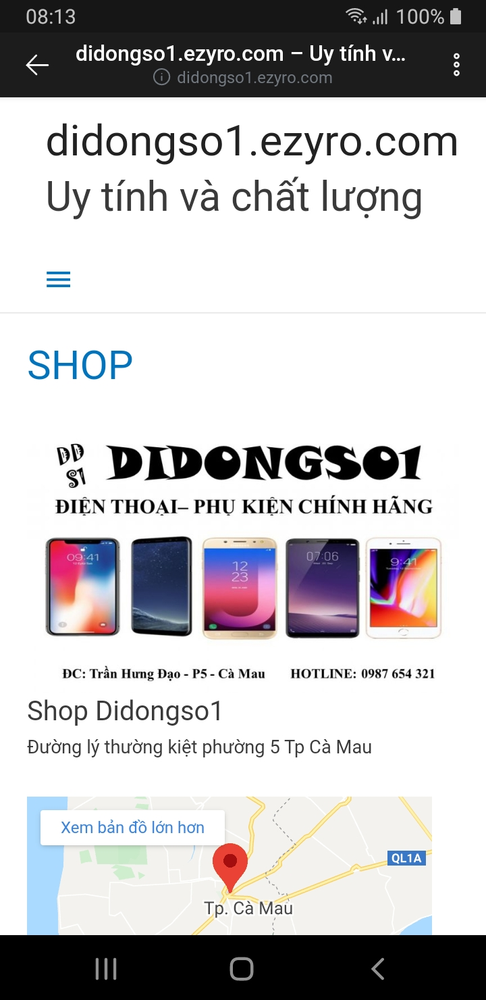 08:13
100%
didongso1.ezyro.com – Uy tính v...
didongso1.ezyro.com
didongso1.ezyro.com
Uy tính và chất lượng
SHOP
DD
S1
DIDONGSO1
ĐIỆN THOẠI– PHỤ KIỆN CHÍNH HÃNG
09:41
12
23
07:06
9:41
ĐC: Trần Hưng Đạo - P5 - Cà Mau
HOTLINE: 0987 654 321
Shop Didongso1
Đường lý thường kiệt phường 5 Tp Cà Mau
Xem bản đồ lớn hơn
QL1A
Tp. Cà Mau